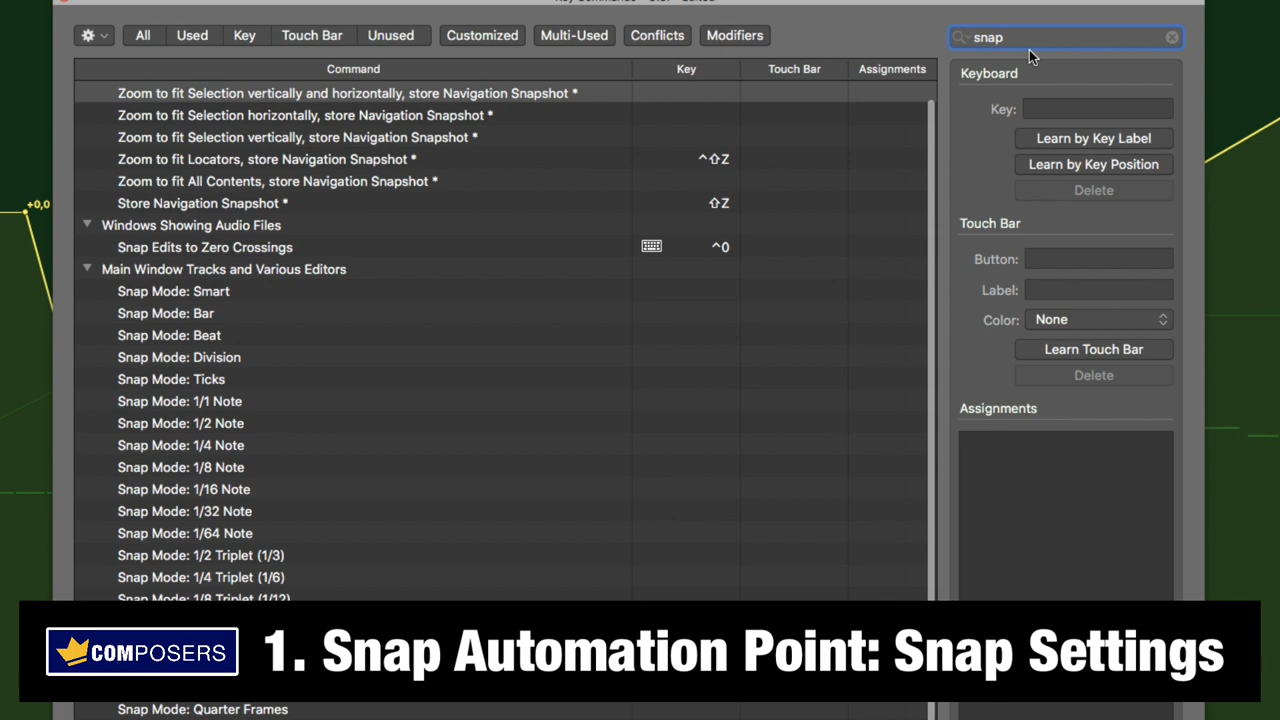 All Used Key Touch Bar Unused Customized Multi-Used Conflicts Modifiers snap
Command Key Touch Bar Assignments
Zoom to fit Selection vertically and horizontally, store Navigation Snapshot *
Zoom to fit Selection horizontally, store Navigation Snapshot *
Zoom to fit Selection vertically, store Navigation Snapshot *
Zoom to fit Locators, store Navigation Snapshot * ^⇧Z
Zoom to fit All Contents, store Navigation Snapshot *
Store Navigation Snapshot * ⇧Z
Windows Showing Audio Files
Snap Edits to Zero Crossings ^0
Main Window Tracks and Various Editors
Snap Mode: Smart
Snap Mode: Bar
Snap Mode: Beat
Snap Mode: Division
Snap Mode: Ticks
Snap Mode: 1/1 Note
Snap Mode: 1/2 Note
Snap Mode: 1/4 Note
Snap Mode: 1/8 Note
Snap Mode: 1/16 Note
Snap Mode: 1/32 Note
Snap Mode: 1/64 Note
Snap Mode: 1/2 Triplet (1/3)
Snap Mode: 1/4 Triplet (1/6)
Snap Mode: 1/8 Triplet (1/12)
Snap Mode: Quarter Frames
Keyboard
Key:
Learn by Key Label
Learn by Key Position
Delete
Touch Bar
Button:
Label:
Color: None
Learn Touch Bar
Delete
Assignments
+0,0
COMPOSERS
1. Snap Automation Point: Snap Settings